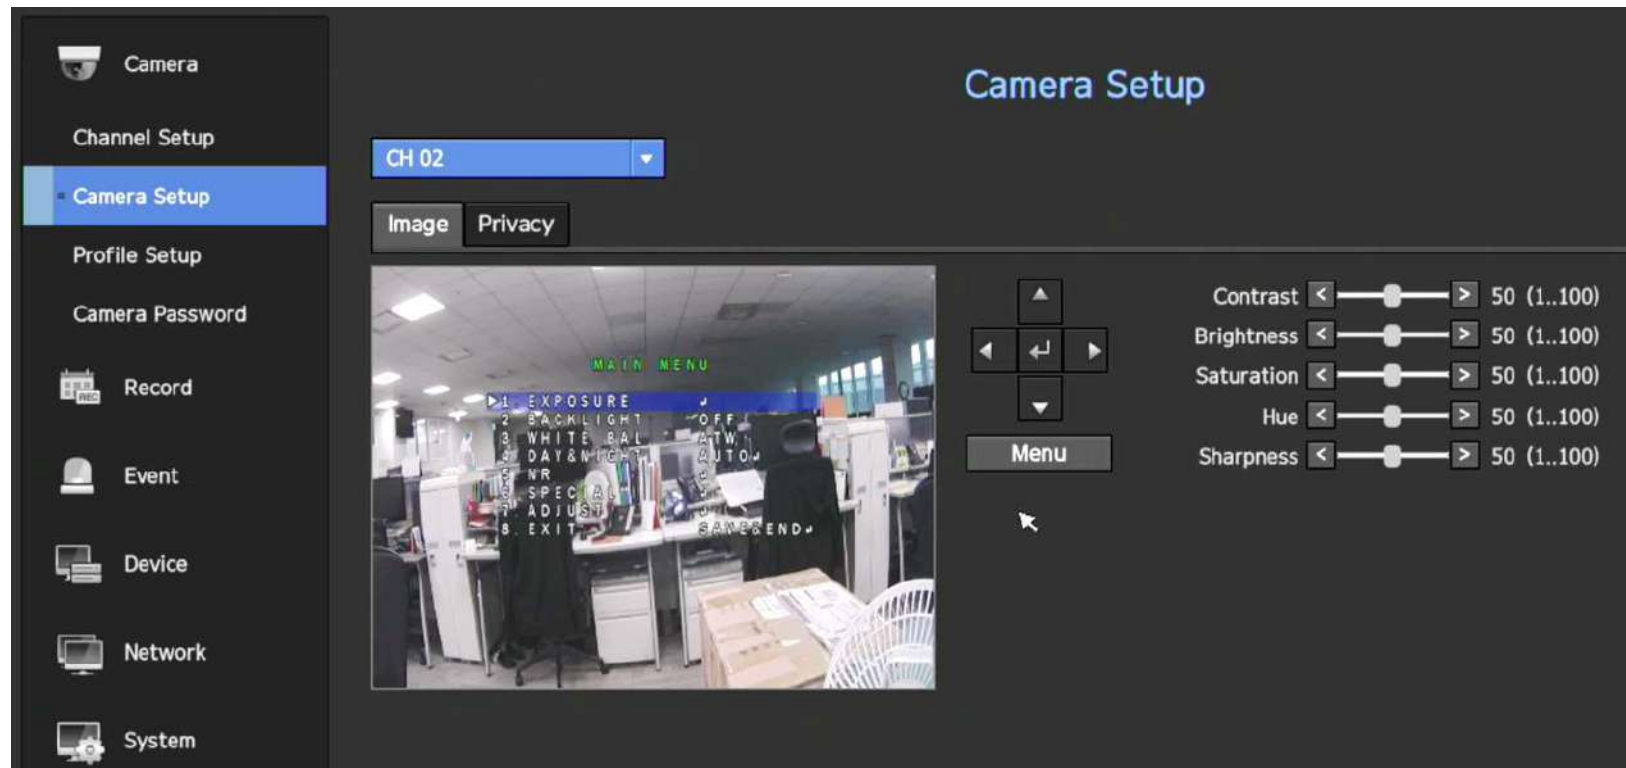 Camera
Channel Setup
Camera Setup
Profile Setup
Camera Password
REC
Record
Event
Device
Network
System
Camera Setup
CH 02
Image Privacy
MAIN MENU
1. EXPOSURE
2. BACKLIGHT OFF
3. WHITE BAL ATW
4. DAY&NIGHT AUTO
5. NR
6. SPECIAL
7. ADJUST
8. EXIT SAVE&END
Menu
Contrast < > 50 (1..100)
Brightness < > 50 (1..100)
Saturation < > 50 (1..100)
Hue < > 50 (1..100)
Sharpness < > 50 (1..100)